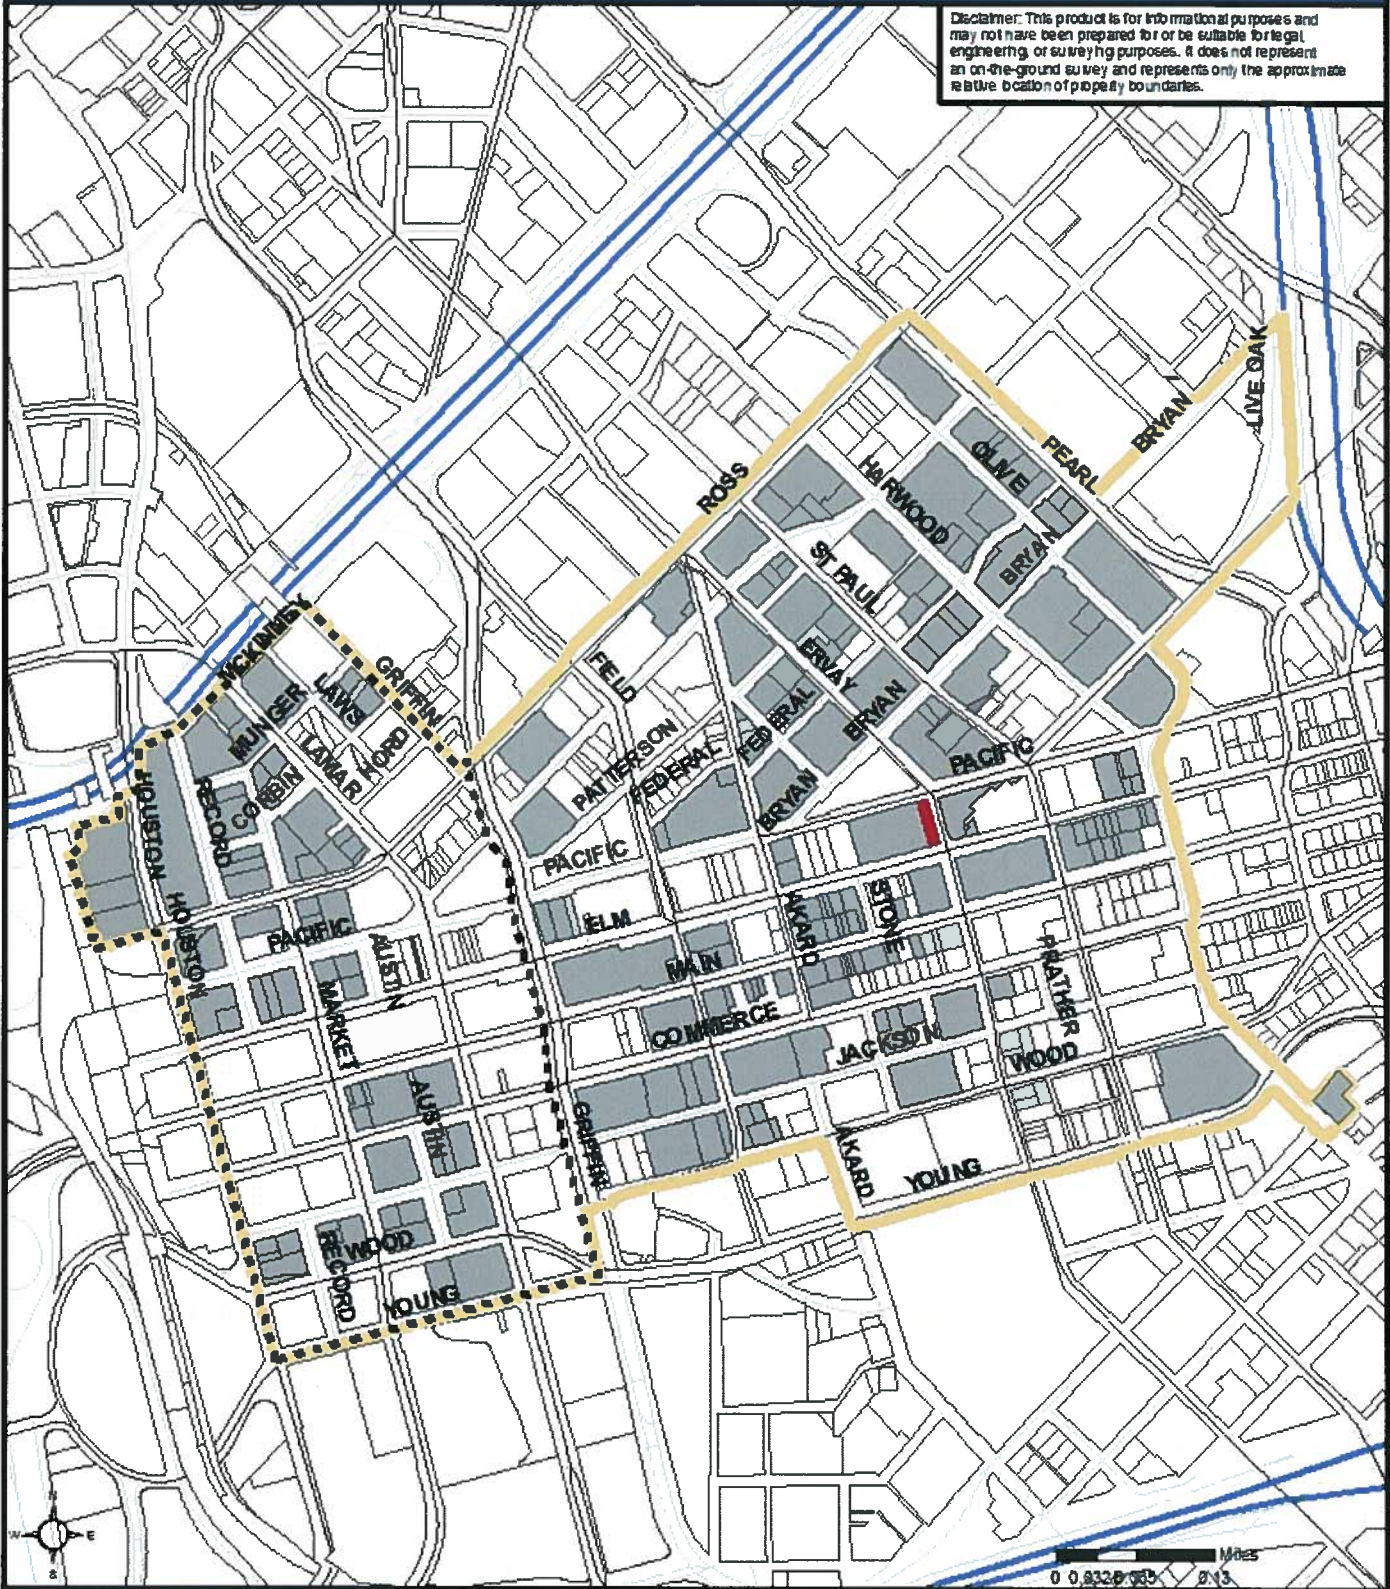 Disclaimer: This product is for informational purposes and
may not have been prepared for or be suitable for legal,
engineering, or surveying purposes. It does not represent
an on-the-ground survey and represents only the approximate
relative location of property boundaries.
LIVE OAK
BRYAN
PEARL
OLIVE
HARWOOD
ROSS
BRYAN
ST PAUL
MCKINNEY
GRIFFIN
FIELD
ERVAY
LAWS
MUNGER
FEDERAL
BRYAN
LAMAR
HORD
PATTERSON
FEDERAL
PACIFIC
HOUSTON
RECORD
CORBIN
BRYAN
PACIFIC
HOUSTON
ELM
AKARD
STONE
PACIFIC
AUSTIN
MAIN
PRATHER
MARKET
COMMERCE
JACKSON
WOOD
AUSTIN
GRIFFIN
AKARD
YOUNG
RECORD
WOOD
YOUNG
N
W
E
S
Miles
0
0.13